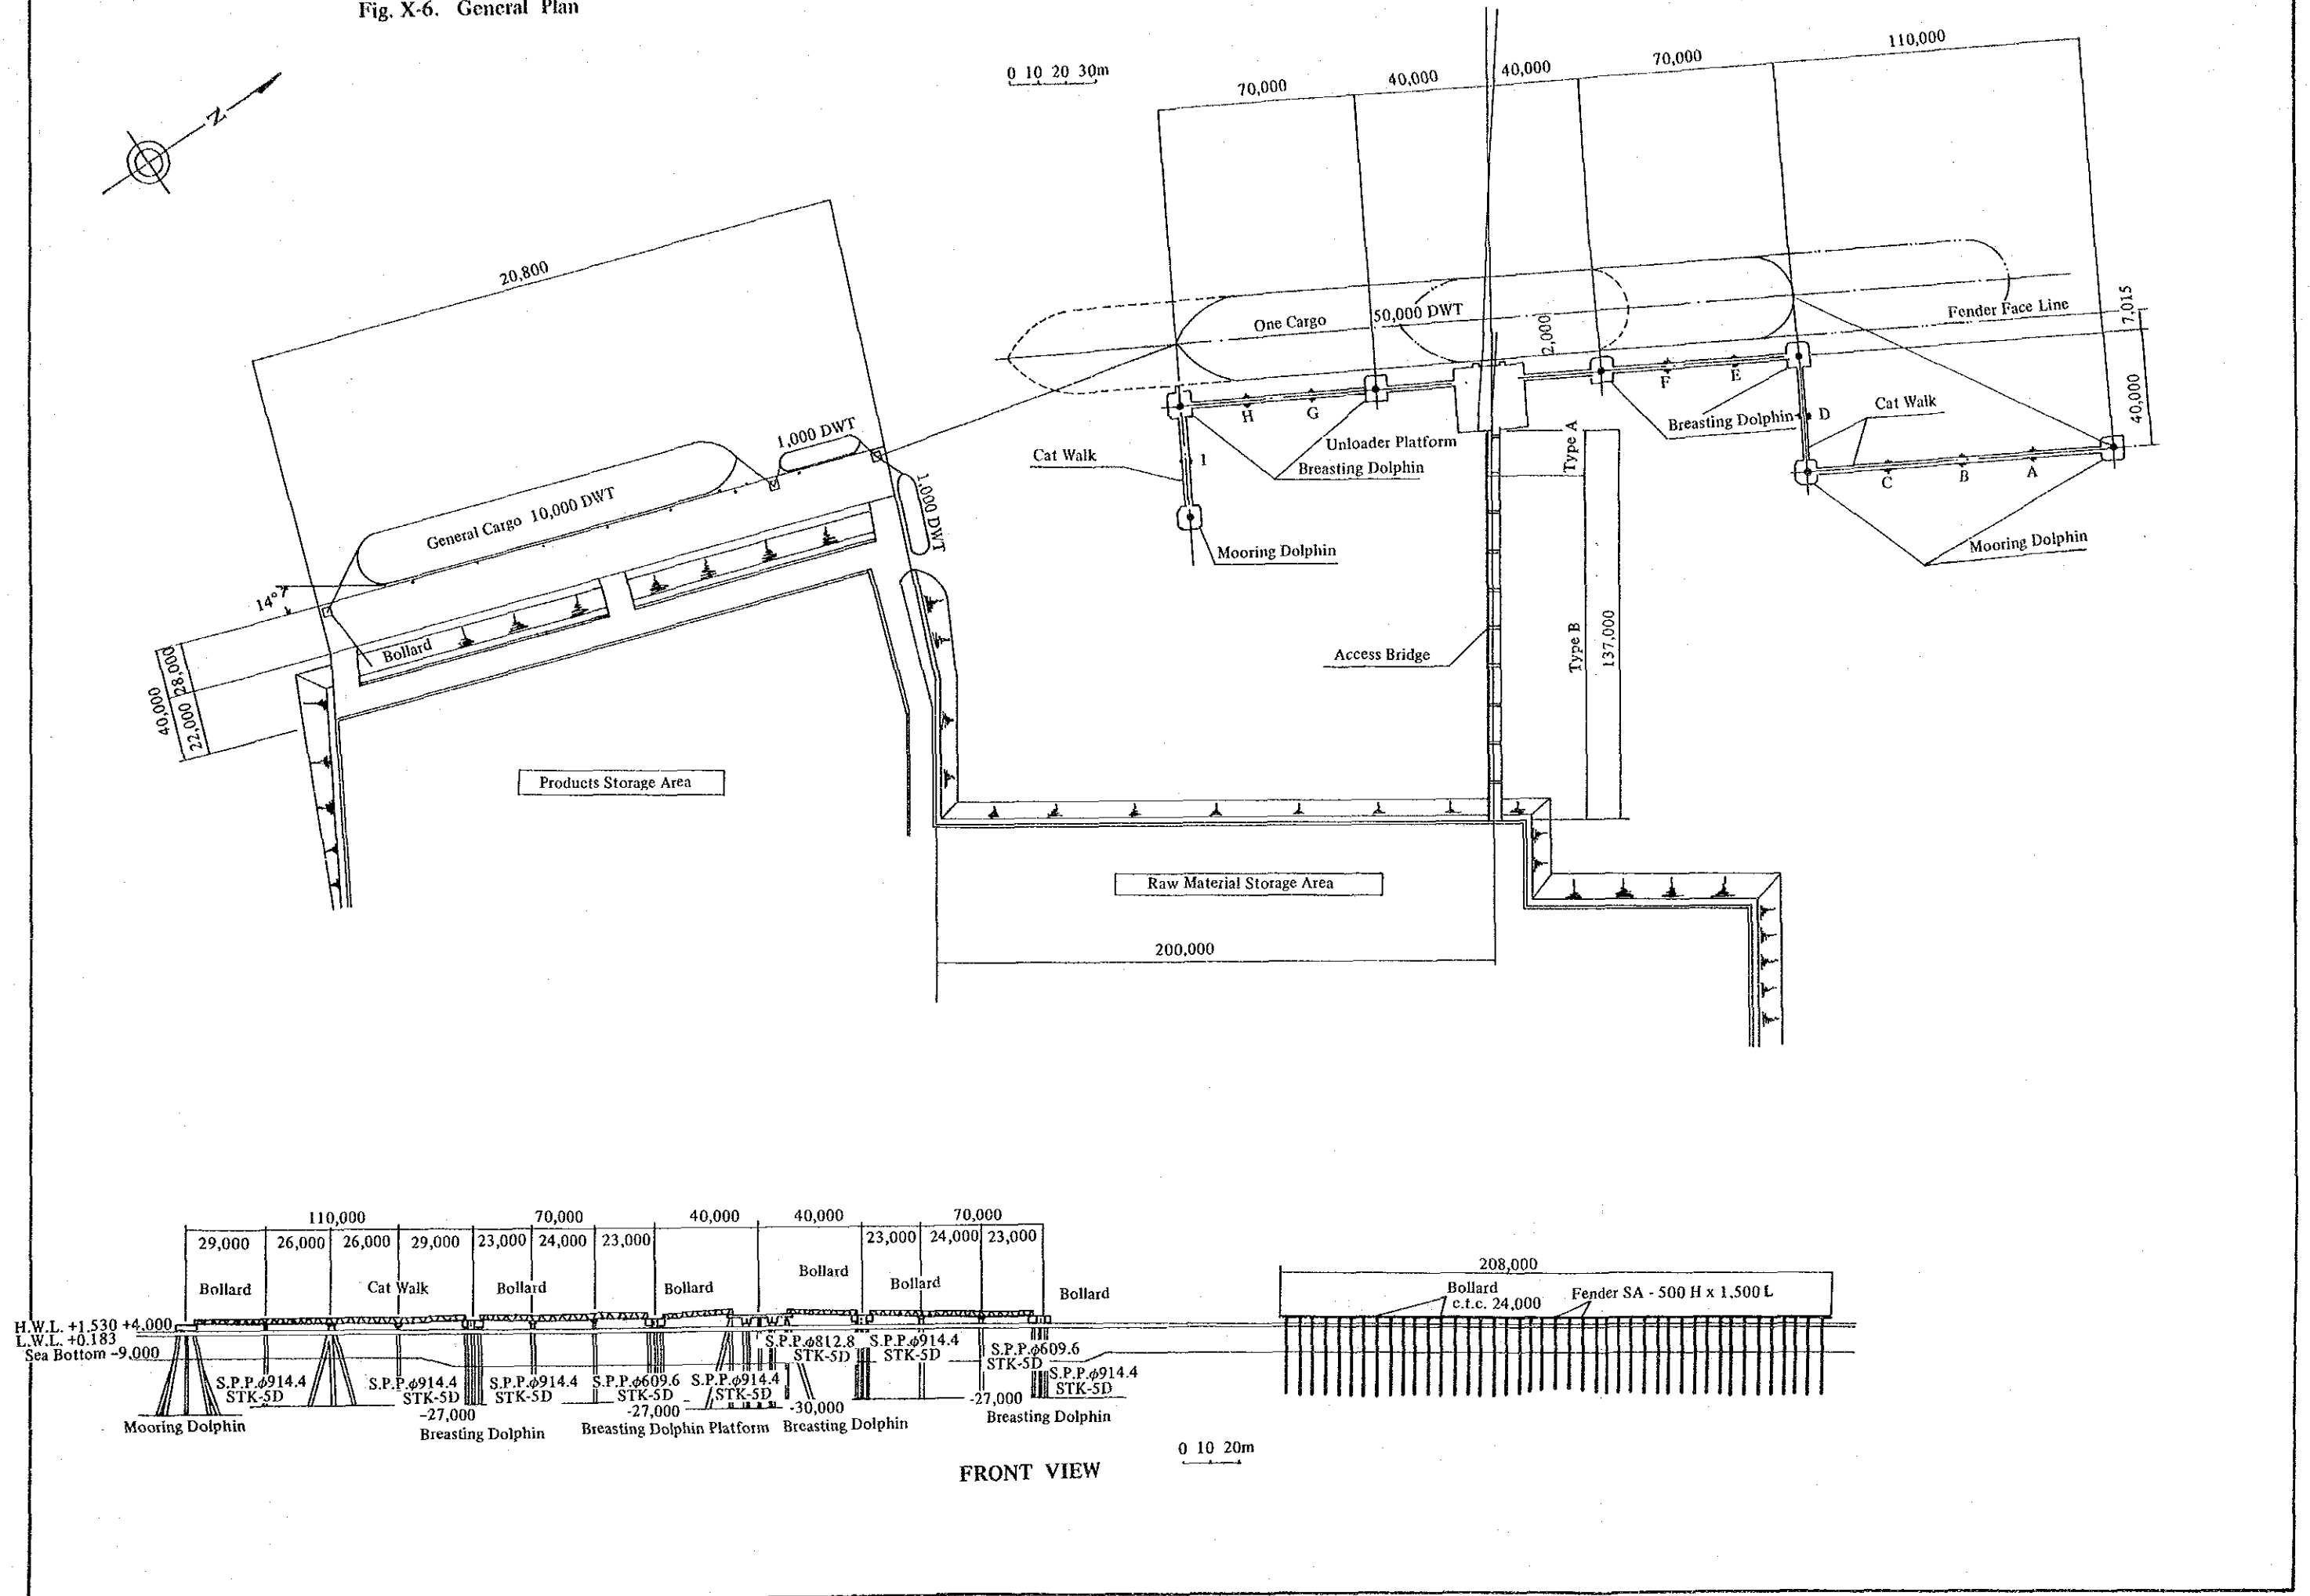 Fig. X-6. General Plan
N
0 10 20 30m
70,000
40,000
40,000
70,000
110,000
20,800
One Cargo
50,000 DWT
2,000
Fender Face Line
7,015
40,000
H
G
F
E
D
C
B
A
I
Cat Walk
Unloader Platform
Breasting Dolphin
Breasting Dolphin
Cat Walk
Mooring Dolphin
Mooring Dolphin
General Cargo 10,000 DWT
1,000 DWT
1,000 DWT
14°
Bollard
28,000
22,000
40,000
Type A
Type B
137,000
Access Bridge
Products Storage Area
Raw Material Storage Area
200,000
110,000
70,000
40,000
40,000
70,000
29,000
26,000
26,000
29,000
23,000
24,000
23,000
23,000
24,000
23,000
Bollard
Cat Walk
Bollard
Bollard
Bollard
Bollard
Bollard
H.W.L. +1.530 +4,000
L.W.L. +0.183
Sea Bottom -9,000
S.P.P.φ914.4
STK-5D
S.P.P.φ914.4
STK-5D
S.P.P.φ914.4
STK-5D
S.P.P.φ609.6
STK-5D
S.P.P.φ914.4
STK-5D
S.P.P.φ812.8
STK-5D
S.P.P.φ914.4
STK-5D
S.P.P.φ609.6
STK-5D
S.P.P.φ914.4
STK-5D
-27,000
-27,000
-30,000
-27,000
Mooring Dolphin
Breasting Dolphin
Breasting Dolphin Platform
Breasting Dolphin
Breasting Dolphin
208,000
Bollard
c.t.c. 24,000
Fender SA - 500 H x 1,500 L
0 10 20m
FRONT VIEW